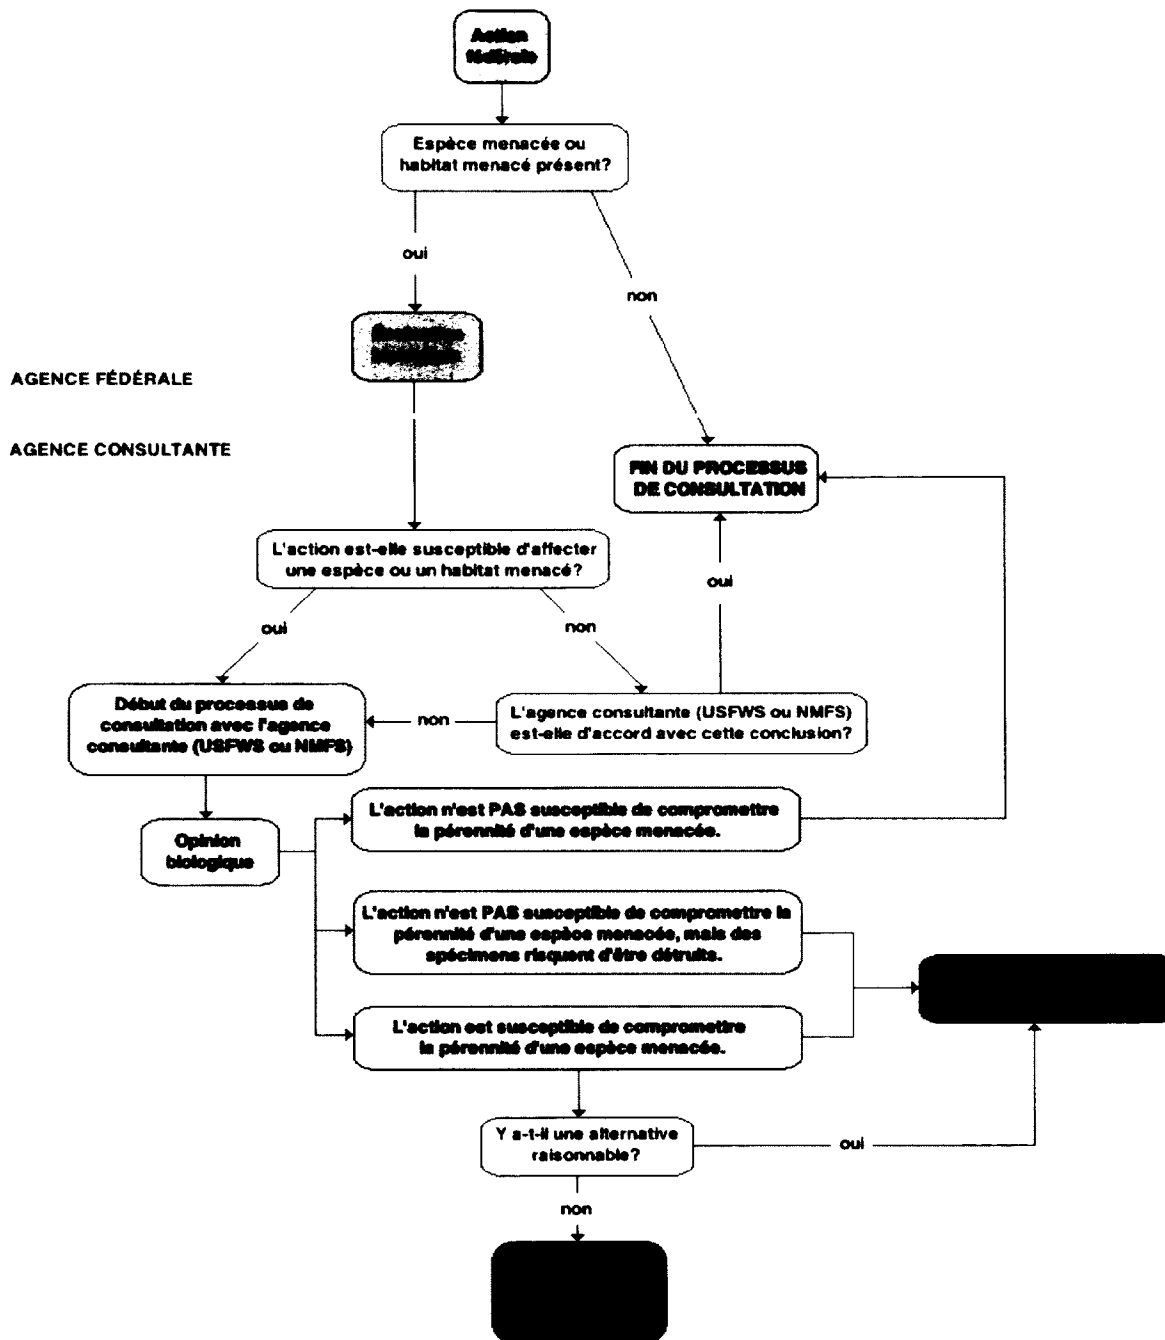 Action
fédérale
Espèce menacée ou
habitat menacé présent?
oui
non
AGENCE FÉDÉRALE
AGENCE CONSULTANTE
FIN DU PROCESSUS
DE CONSULTATION
L'action est-elle susceptible d'affecter
une espèce ou un habitat menacé?
oui
oui
non
Début du processus de
consultation avec l'agence
consultante (USFWS ou NMFS)
non
L'agence consultante (USFWS ou NMFS)
est-elle d'accord avec cette conclusion?
L'action n'est PAS susceptible de compromettre
la pérennité d'une espèce menacée.
Opinion
biologique
L'action n'est PAS susceptible de compromettre la
pérennité d'une espèce menacée, mais des
spécimens risquent d'être détruits.
L'action est susceptible de compromettre
la pérennité d'une espèce menacée.
Y a-t-il une alternative
raisonnable?
oui
non